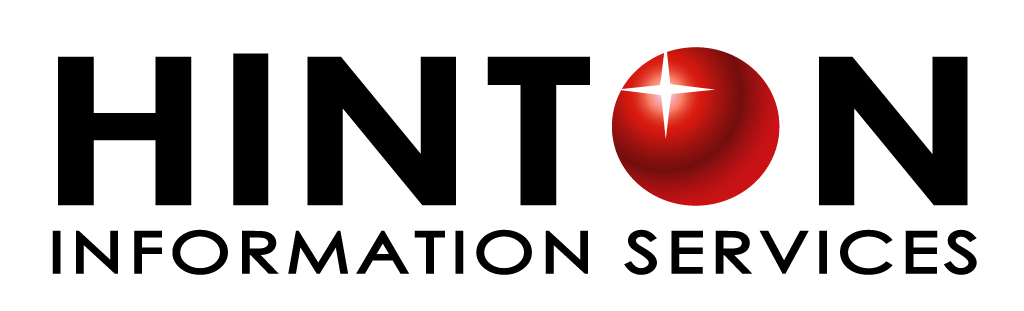 HINTON
INFORMATION SERVICES